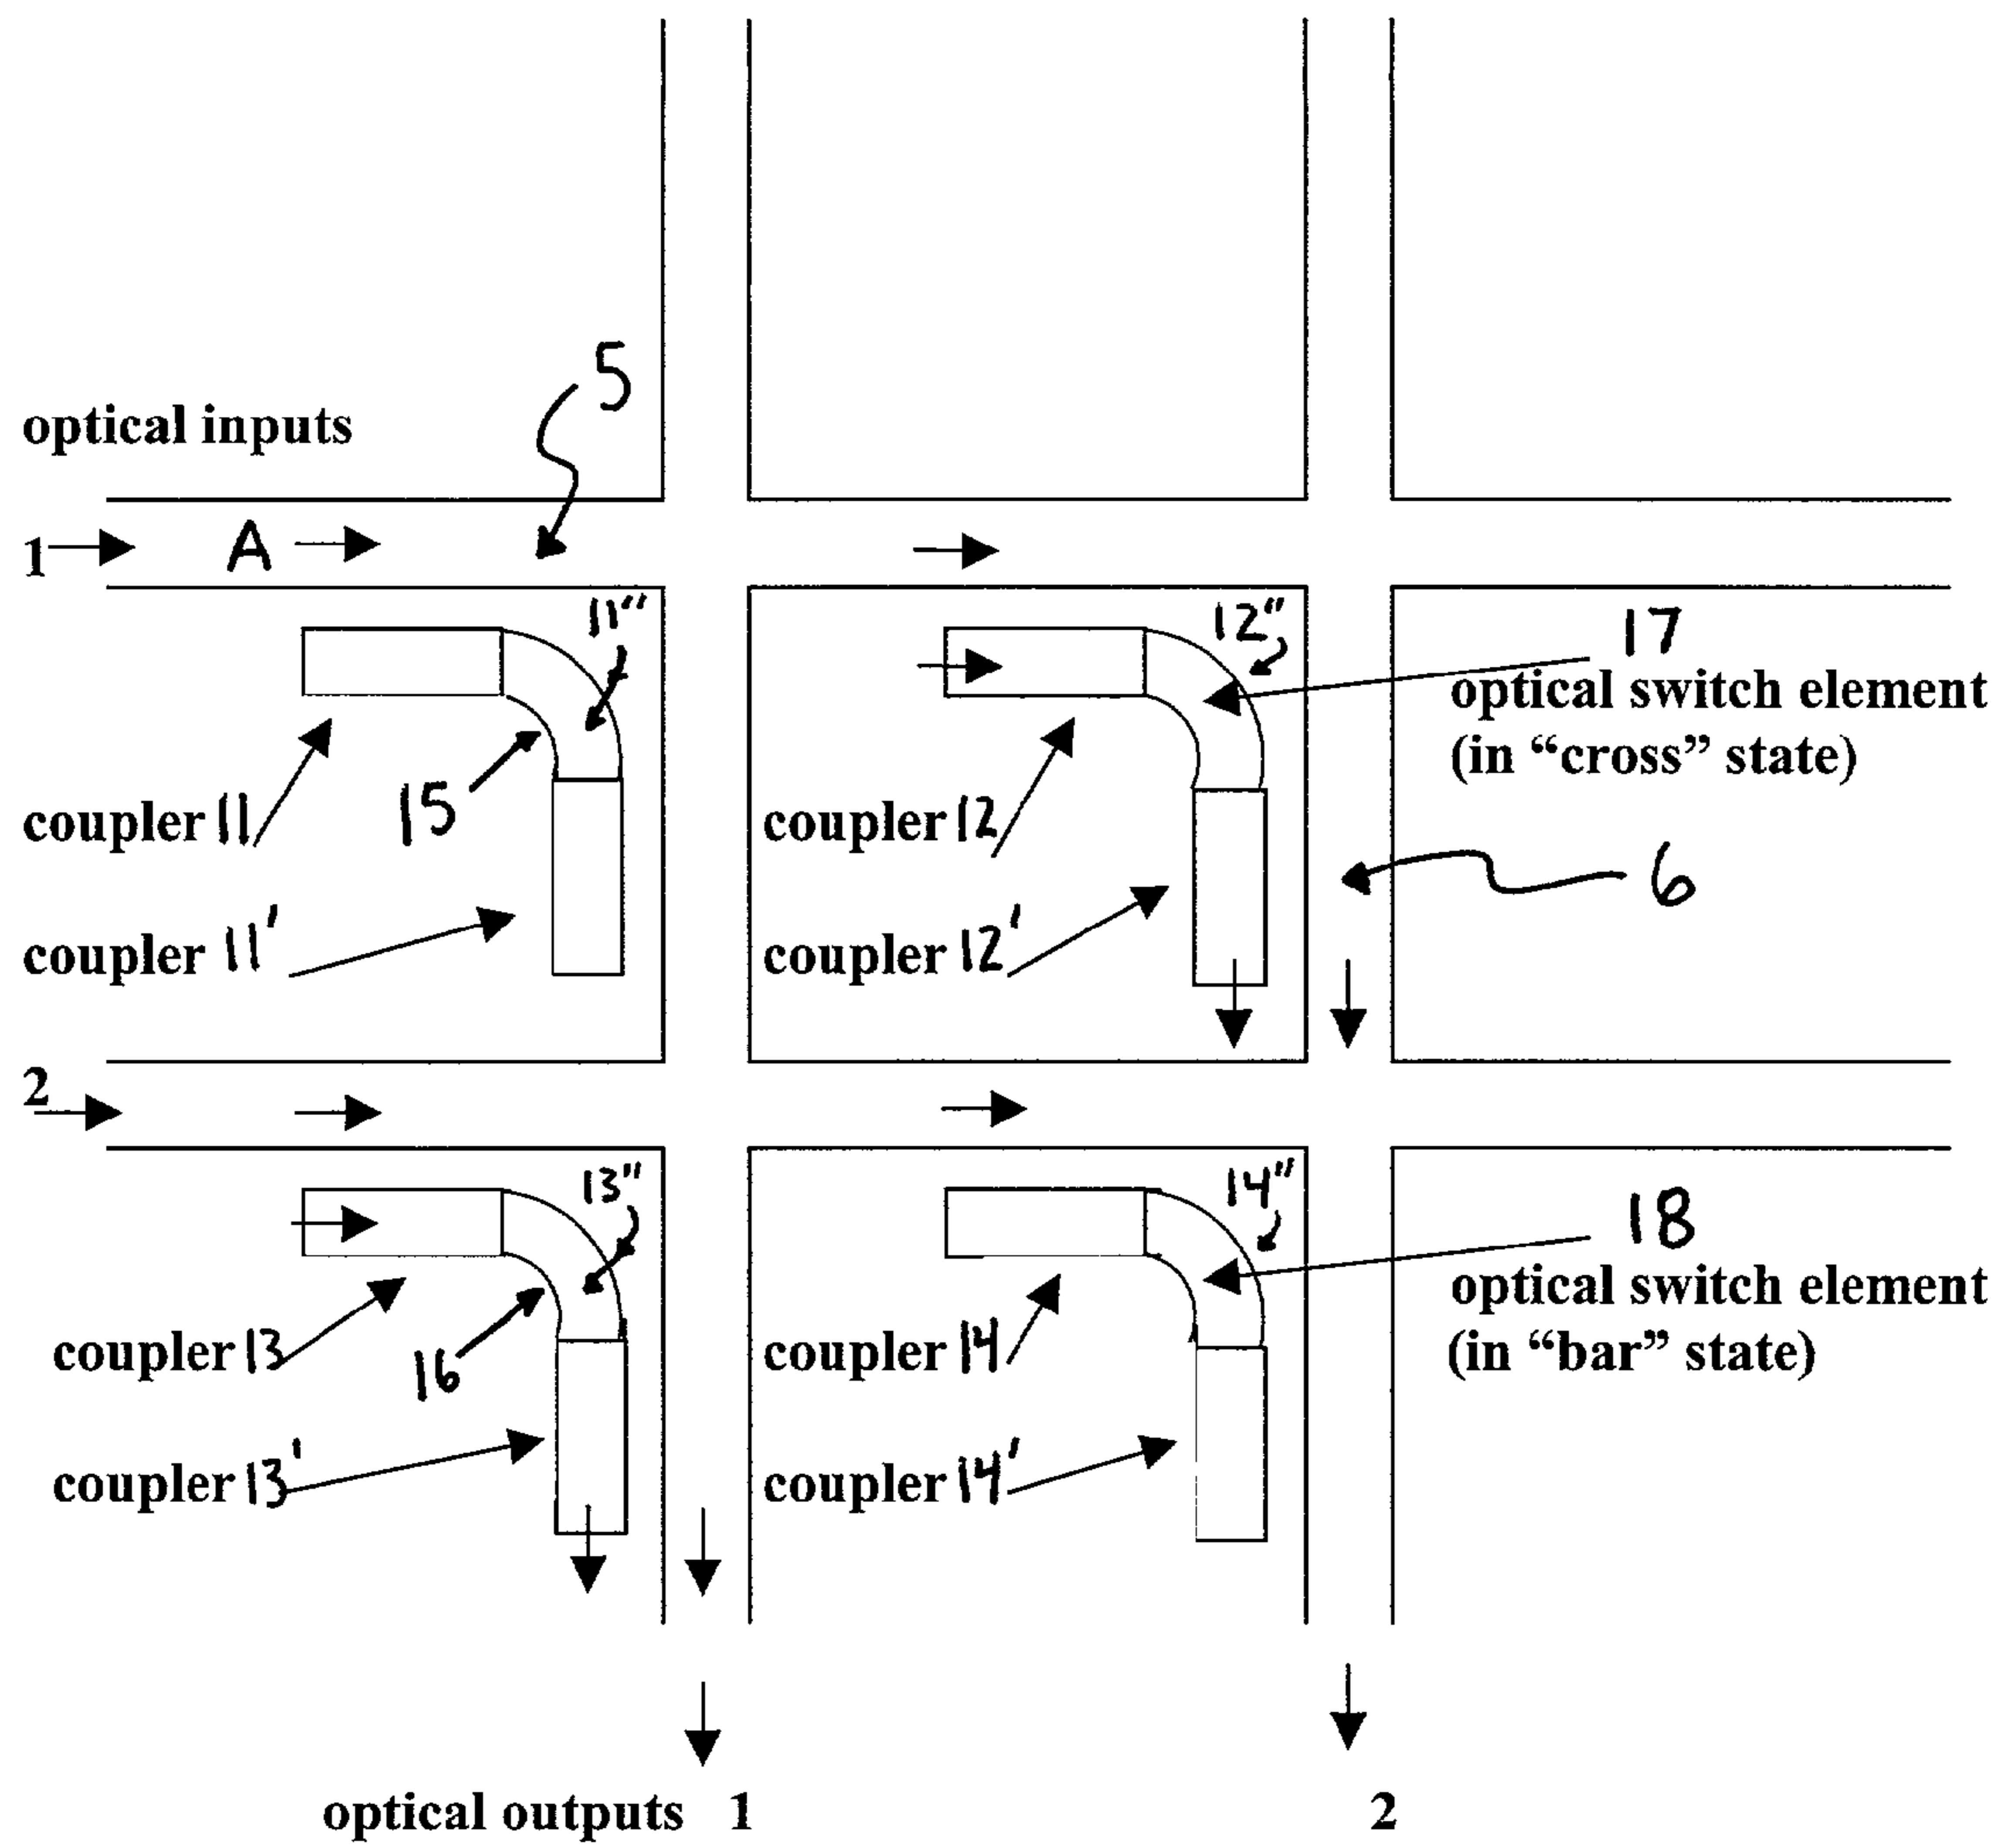 5
optical inputs
1 A
11"
12"
17
optical switch element
(in “cross” state)
coupler 11
15
coupler 12
6
coupler 11'
coupler 12'
2
13"
14"
18
optical switch element
(in “bar” state)
coupler 13
16
coupler 14
coupler 13'
coupler 14'
optical outputs 1
2